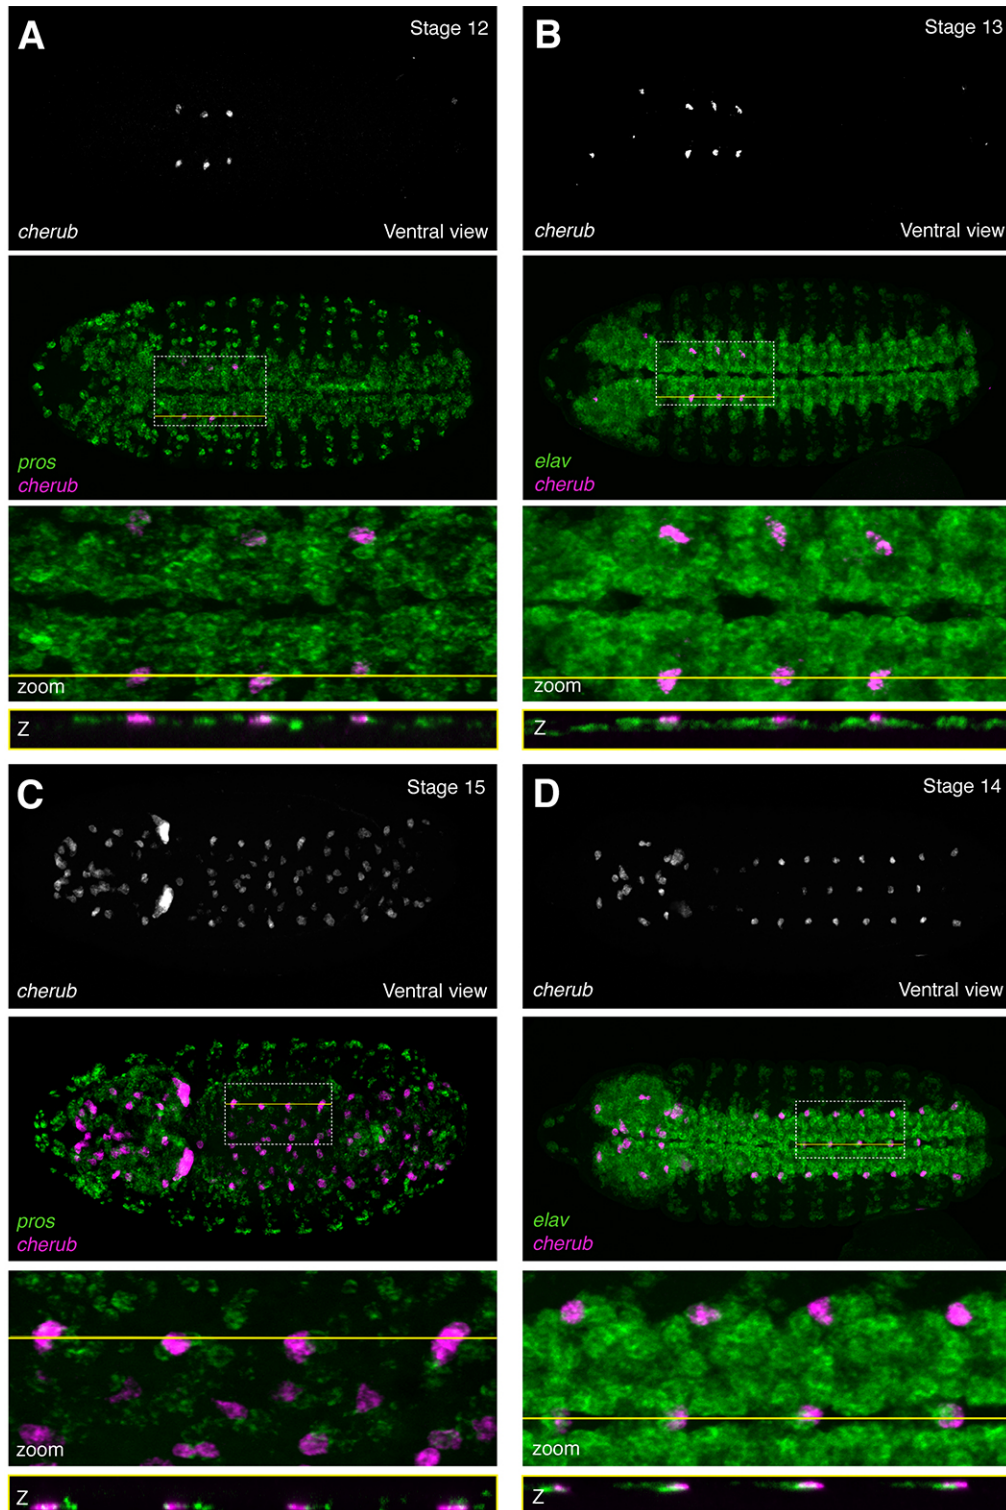 A
Stage 12
cherub
Ventral view
pros
cherub
zoom
Z
B
Stage 13
cherub
Ventral view
elav
cherub
zoom
Z
C
Stage 15
cherub
Ventral view
pros
cherub
zoom
Z
D
Stage 14
cherub
Ventral view
elav
cherub
zoom
Z